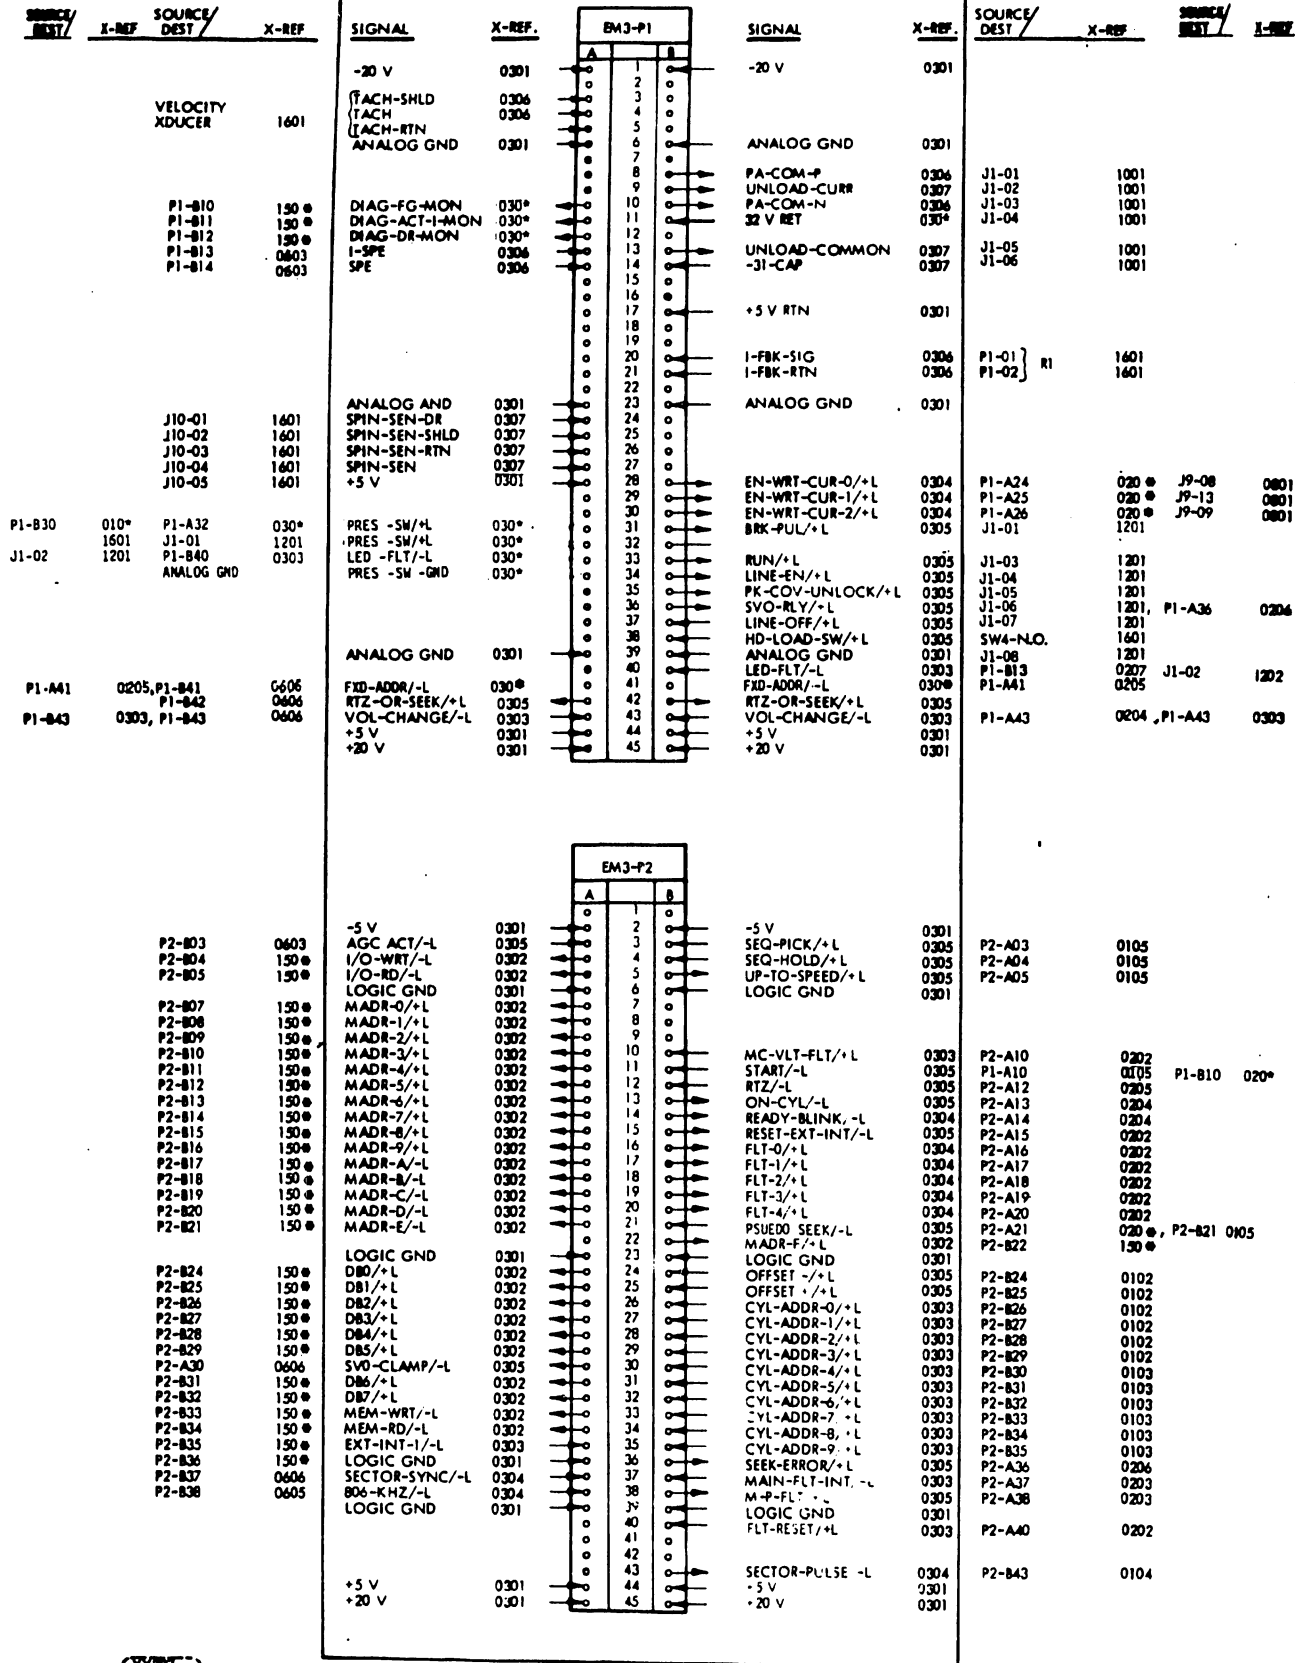 SOURCE/ DEST X-REF SOURCE/ DEST X-REF SIGNAL X-REF. EM3-P1 SIGNAL X-REF. SOURCE/ DEST X-REF SOURCE/ DEST X-REF
A B
-20 V 0301 1 -20 V 0301
2
TACH-SHLD 0306 3
VELOCITY XDUCER 1601 TACH 0306 4
TACH-RTN 5
ANALOG GND 0301 6 ANALOG GND 0301
7
8 PA-COM-P 0306 J1-01 1001
9 UNLOAD-CURR 0307 J1-02 1001
P1-B10 150* DIAG-FG-MON 030* 10 PA-COM-N 0306 J1-03 1001
P1-B11 150* DIAG-ACT-I-MON 030* 11 32 V RET 030* J1-04 1001
P1-B12 150* DIAG-DR-MON 030* 12
P1-B13 0603 I-SPE 0306 13 UNLOAD-COMMON 0307 J1-05 1001
P1-B14 0603 SPE 0306 14 -31-CAP 0307 J1-06 1001
15
16
17 +5 V RTN 0301
18
19
20 I-FBK-SIG 0306 P1-01 R1 1601
21 I-FBK-RTN 0306 P1-02 1601
22
ANALOG AND 0301 23 ANALOG GND 0301
J10-01 1601 SPIN-SEN-DR 0307 24
J10-02 1601 SPIN-SEN-SHLD 0307 25
J10-03 1601 SPIN-SEN-RTN 0307 26
J10-04 1601 SPIN-SEN 0307 27
J10-05 1601 +5 V 0301 28 EN-WRT-CUR-0/+L 0304 P1-A24 020* J9-08 0801
29 EN-WRT-CUR-1/+L 0304 P1-A25 020* J9-13 0801
30 EN-WRT-CUR-2/+L 0304 P1-A26 020* J9-09 0801
P1-B30 010* P1-A32 030* PRES -SW/+L 030* 31 BRK-PUL/+L 0305 J1-01 1201
1601 J1-01 1201 PRES -SW/+L 030* 32
J1-02 1201 P1-B40 0303 LED -FLT/-L 030* 33 RUN/+L 0305 J1-03 1201
ANALOG GND PRES -SW -GND 030* 34 LINE-EN/+L 0305 J1-04 1201
35 PK-COV-UNLOCK/+L 0305 J1-05 1201
36 SVO-RLY/+L 0305 J1-06 1201, P1-A36 0206
37 LINE-OFF/+L 0305 J1-07 1201
38 HD-LOAD-SW/+L 0305 SW4-N.O. 1601
ANALOG GND 0301 39 ANALOG GND 0301 J1-08 1201
40 LED-FLT/-L 0303 P1-B13 0207 J1-02 1202
P1-A41 0205, P1-B41 0606 FXD-ADDR/-L 030* 41 FXD-ADDR/-L 030* P1-A41 0205
P1-B42 0606 RTZ-OR-SEEK/+L 0305 42 RTZ-OR-SEEK/+L 0305
P1-B43 0303, P1-B43 0606 VOL-CHANGE/-L 0303 43 VOL-CHANGE/-L 0303 P1-A43 0204 ,P1-A43 0303
+5 V 0301 44 +5 V 0301
+20 V 0301 45 +20 V 0301
EM3-P2
A B
1
-5 V 0301 2 -5 V 0301
P2-B03 0603 AGC ACT/-L 0305 3 SEQ-PICK/+L 0305 P2-A03 0105
P2-B04 150* I/O-WRT/-L 0302 4 SEQ-HOLD/+L 0305 P2-A04 0105
P2-B05 150* I/O-RD/-L 0302 5 UP-TO-SPEED/+L 0305 P2-A05 0105
LOGIC GND 0301 6 LOGIC GND 0301
P2-B07 150* MADR-0/+L 0302 7
P2-B08 150* MADR-1/+L 0302 8
P2-B09 150* MADR-2/+L 0302 9
P2-B10 150* MADR-3/+L 0302 10 MC-VLT-FLT/+L 0303 P2-A10 0202
P2-B11 150* MADR-4/+L 0302 11 START/-L 0305 P1-A10 0105 P1-B10 020*
P2-B12 150* MADR-5/+L 0302 12 RTZ/-L 0305 P2-A12 0205
P2-B13 150* MADR-6/+L 0302 13 ON-CYL/-L 0305 P2-A13 0204
P2-B14 150* MADR-7/+L 0302 14 READY-BLINK/-L 0304 P2-A14 0204
P2-B15 150* MADR-8/+L 0302 15 RESET-EXT-INT/-L 0305 P2-A15 0202
P2-B16 150* MADR-9/+L 0302 16 FLT-0/+L 0304 P2-A16 0202
P2-B17 150* MADR-A/-L 0302 17 FLT-1/+L 0304 P2-A17 0202
P2-B18 150* MADR-B/-L 0302 18 FLT-2/+L 0304 P2-A18 0202
P2-B19 150* MADR-C/-L 0302 19 FLT-3/+L 0304 P2-A19 0202
P2-B20 150* MADR-D/-L 0302 20 FLT-4/+L 0304 P2-A20 0202
P2-B21 150* MADR-E/-L 0302 21 PSUEDO SEEK/-L 0305 P2-A21 020*, P2-B21 0105
22 MADR-F/+L 0302 P2-B22 150*
LOGIC GND 0301 23 LOGIC GND 0301
P2-B24 150* DB0/+L 0302 24 OFFSET -/+L 0305 P2-B24 0102
P2-B25 150* DB1/+L 0302 25 OFFSET +/+L 0305 P2-B25 0102
P2-B26 150* DB2/+L 0302 26 CYL-ADDR-0/+L 0303 P2-B26 0102
P2-B27 150* DB3/+L 0302 27 CYL-ADDR-1/+L 0303 P2-B27 0102
P2-B28 150* DB4/+L 0302 28 CYL-ADDR-2/+L 0303 P2-B28 0102
P2-B29 150* DB5/+L 0302 29 CYL-ADDR-3/+L 0303 P2-B29 0102
P2-A30 0606 SVO-CLAMP/-L 0305 30 CYL-ADDR-4/+L 0303 P2-B30 0103
P2-B31 150* DB6/+L 0302 31 CYL-ADDR-5/+L 0303 P2-B31 0103
P2-B32 150* DB7/+L 0302 32 CYL-ADDR-6/+L 0303 P2-B32 0103
P2-B33 150* MEM-WRT/-L 0302 33 CYL-ADDR-7/+L 0303 P2-B33 0103
P2-B34 150* MEM-RD/-L 0302 34 CYL-ADDR-8/+L 0303 P2-B34 0103
P2-B35 150* EXT-INT-1/-L 0303 35 CYL-ADDR-9/+L 0303 P2-B35 0103
P2-B36 150* LOGIC GND 0301 36 SEEK-ERROR/+L 0305 P2-A36 0206
P2-B37 0606 SECTOR-SYNC/-L 0304 37 MAIN-FLT-INT/-L 0303 P2-A37 0203
P2-B38 0605 806-KHZ/-L 0304 38 M-P-FLT 0305 P2-A38 0203
LOGIC GND 0301 39 LOGIC GND 0301
40 FLT-RESET/+L 0303 P2-A40 0202
41
42
43 SECTOR-PULSE -L 0304 P2-B43 0104
+5 V 0301 44 +5 V 0301
+20 V 0301 45 +20 V 0301